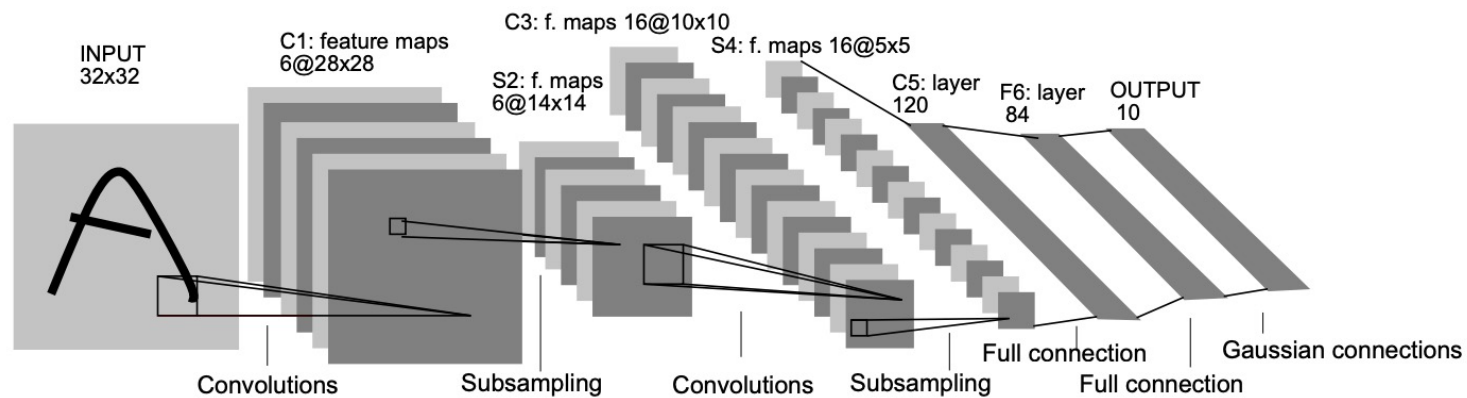 INPUT
32x32
C1: feature maps
6@28x28
S2: f. maps
6@14x14
C3: f. maps 16@10x10
S4: f. maps 16@5x5
C5: layer
120
F6: layer
84
OUTPUT
10
Convolutions
Subsampling
Convolutions
Subsampling
Full connection
Full connection
Gaussian connections